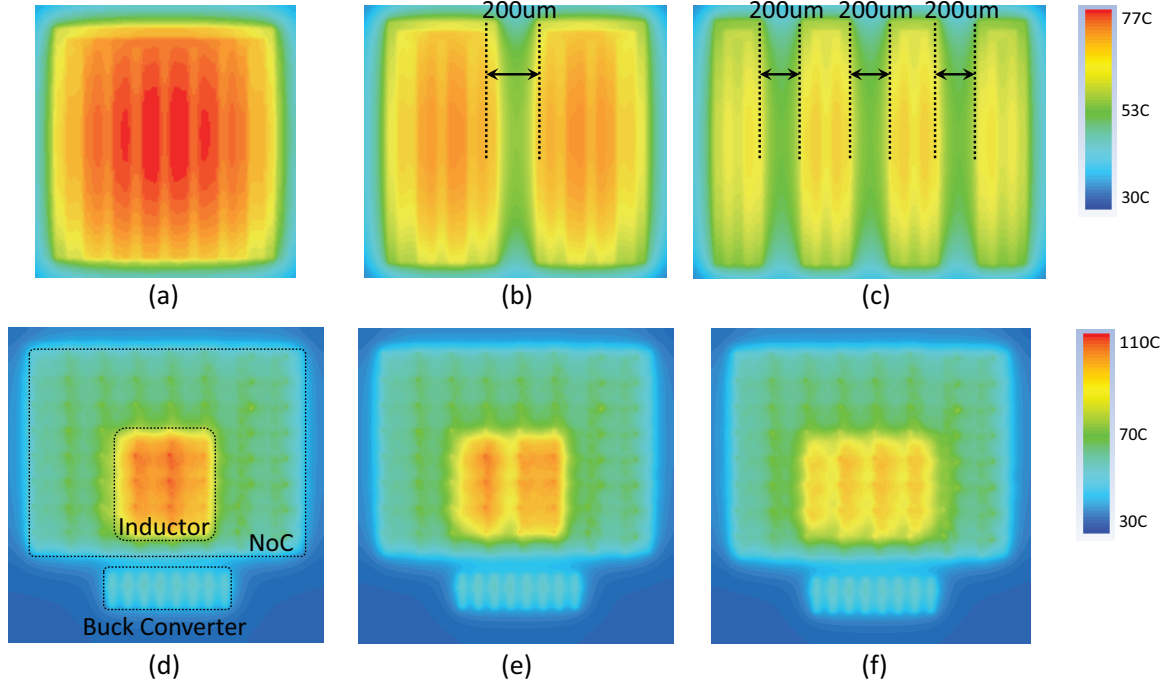 200um
200um 200um 200um
77C
53C
30C
(a)
(b)
(c)
110C
70C
30C
Inductor
NoC
Buck Converter
(d)
(e)
(f)